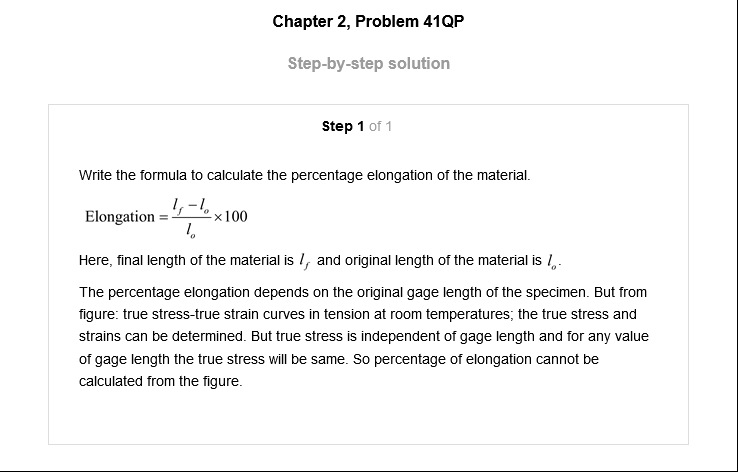 Chapter 2, Problem 41QP
Step-by-step solution
Step 1 of 1
Write the formula to calculate the percentage elongation of the material.
Elongation = (l_f − l_o) / l_o × 100
Here, final length of the material is l_f and original length of the material is l_o.
The percentage elongation depends on the original gage length of the specimen. But from
figure: true stress-true strain curves in tension at room temperatures; the true stress and
strains can be determined. But true stress is independent of gage length and for any value
of gage length the true stress will be same. So percentage of elongation cannot be
calculated from the figure.